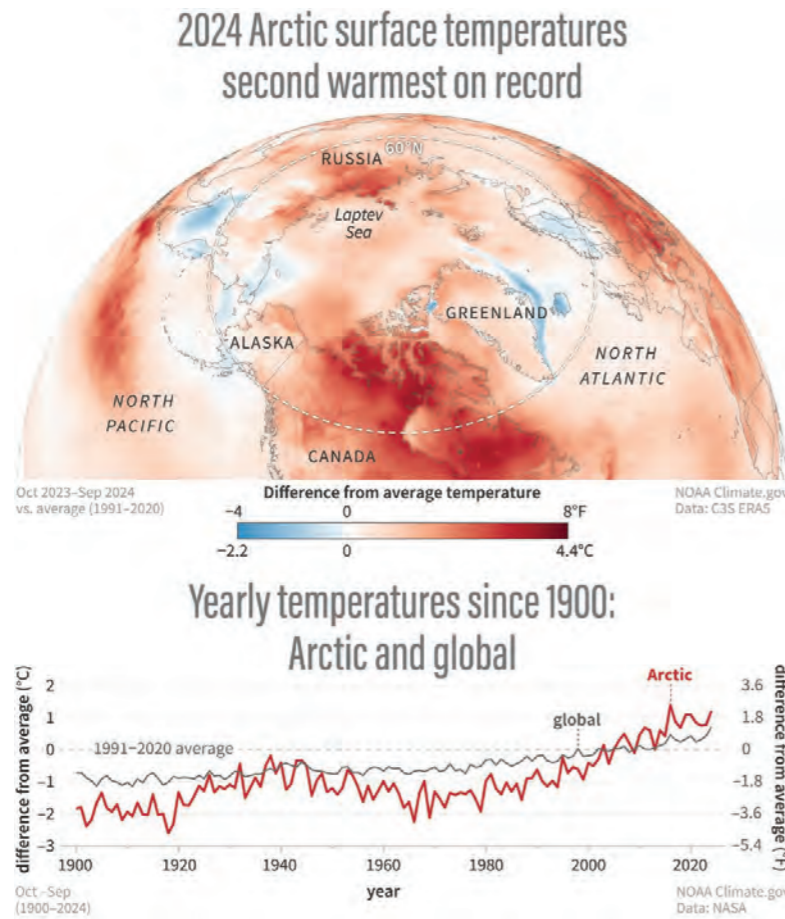 2024 Arctic surface temperatures
second warmest on record
60°N
RUSSIA
Laptev
Sea
GREENLAND
ALASKA
NORTH
ATLANTIC
NORTH
PACIFIC
CANADA
Oct 2023–Sep 2024
vs. average (1991–2020)
Difference from average temperature
−4 0 8°F
−2.2 0 4.4°C
NOAA Climate.gov
Data: C3S ERA5
Yearly temperatures since 1900:
Arctic and global
difference from average (°C)
2
1
0
−1
−2
−3
Arctic
global
1991–2020 average
3.6
1.8
0
−1.8
−3.6
−5.4
difference
from average (°F)
1900 1920 1940 1960 1980 2000 2020
year
Oct–Sep
(1900–2024)
NOAA Climate.gov
Data: NASA